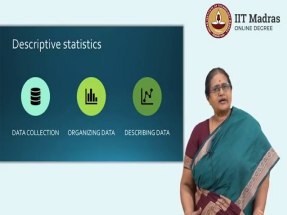 IIT Madras
ONLINE DEGREE
Descriptive statistics
DATA COLLECTION
ORGANIZING DATA
DESCRIBING DATA